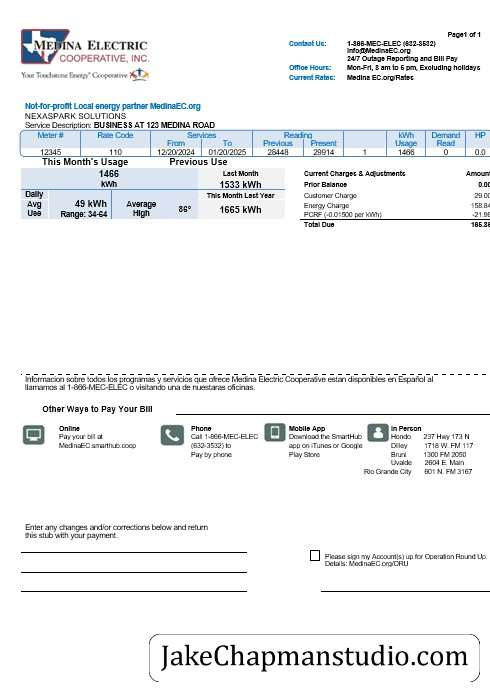 Page1 of 1
MEDINA ELECTRIC
COOPERATIVE, INC.
Your Touchstone Energy® Cooperative
Contact Us: 1-866-MEC-ELEC (632-3532)
Info@MedinaEC.org
24/7 Outage Reporting and Bill Pay
Office Hours: Mon-Fri, 8 am to 5 pm, Excluding holidays
Current Rates: Medina EC.org/Rates
Not-for-profit Local energy partner MedinaEC.org
NEXASPARK SOLUTIONS
Service Description: BUSINESS AT 123 MEDINA ROAD
Meter # Rate Code Services Reading kWh Demand HP
From To Previous Present Usage Read
12345 110 12/20/2024 01/20/2025 28448 29914 1 1466 0 0.0
This Month's Usage Previous Use
1466
kWh
Last Month
1533 kWh
Daily
Avg
Use
49 kWh
Range: 34-64
Average
High
86°
This Month Last Year
1665 kWh
Current Charges & Adjustments Amoun
Prior Balance 0.00
Customer Charge 29.00
Energy Charge 158.84
PCRF (-0.01500 per kWh) -21.98
Total Due
Informacion sobre todos los programas y servicios que ofrece Medina Electric Cooperative estan disponibles en Español al
llamamos al 1-866-MEC-ELEC o visitando una de nuestaras oficinas.
Other Ways to Pay Your Bill
Online
Pay your bill at
MedinaEC.smarthub.coop
Phone
Call 1-866-MEC-ELEC
(632-3532) to
Pay by phone
Mobile App
Download the SmartHub
app on iTunes or Google
Play Store
In Person
Hondo 237 Hwy 173 N
Dilley 1718 W. FM 117
Bruni 1300 FM 2050
Uvalde 2604 E. Main
Rio Grande City 601 N. FM 3167
Enter any changes and/or corrections below and return
this stub with your payment.
Please sign my Account(s) up for Operation Round Up.
Details: MedinaEC.org/ORU
JakeChapmanstudio.com